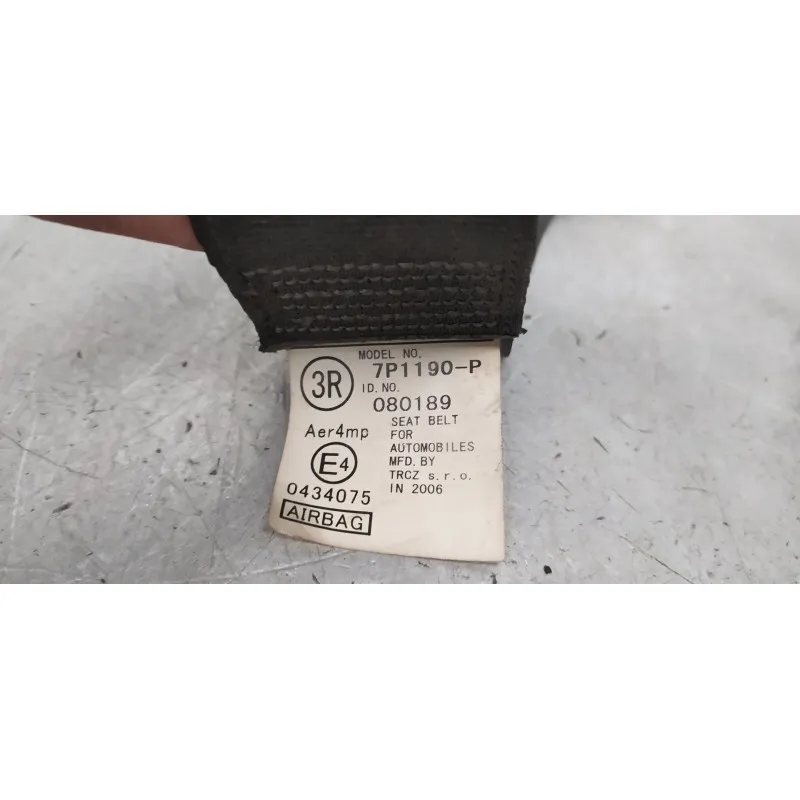 MODEL NO.
7P1190-P
3R
ID.NO.
080189
Aer4mp
SEAT BELT
FOR
AUTOMOBILES
MFD. BY
TRCZ s.r.o.
IN 2006
E4
0434075
AIRBAG